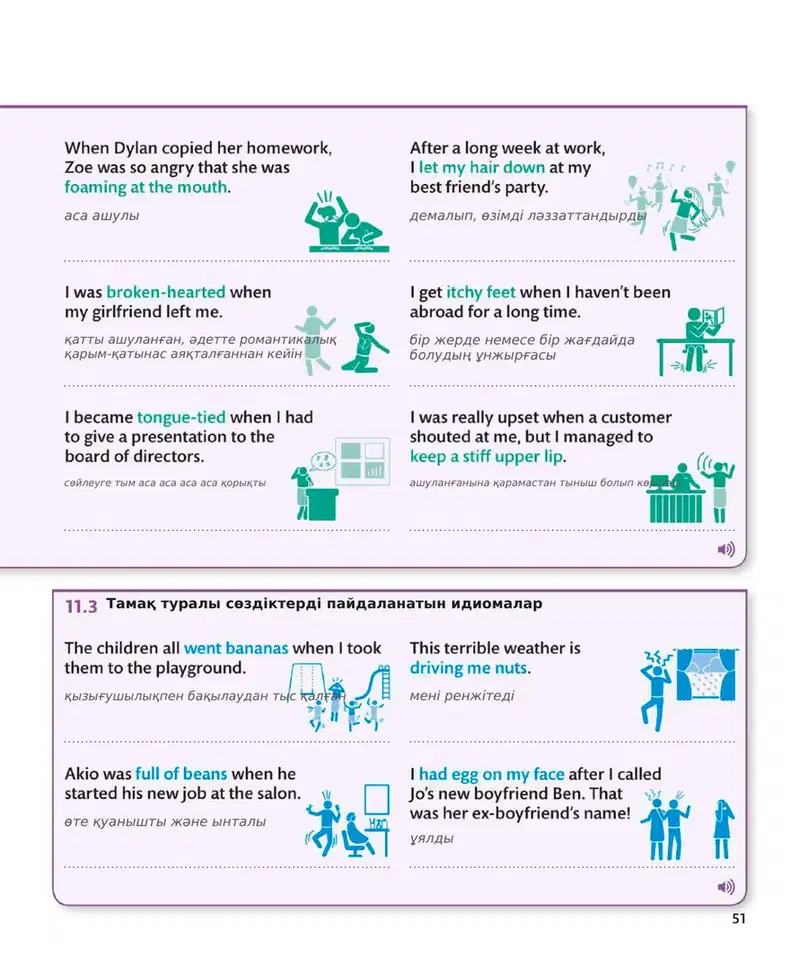 When Dylan copied her homework,
Zoe was so angry that she was
foaming at the mouth.
аса ашулы
After a long week at work,
I let my hair down at my
best friend's party.
демалып, өзімді ләззаттандырды
I was broken-hearted when
my girlfriend left me.
қатты ашуланған, әдетте романтикалық
қарым-қатынас аяқталғаннан кейін
I get itchy feet when I haven't been
abroad for a long time.
бір жерде немесе бір жағдайда
болудың ұнжырғасы
I became tongue-tied when I had
to give a presentation to the
board of directors.
сөйлеуге тым аса аса аса аса қорықты
I was really upset when a customer
shouted at me, but I managed to
keep a stiff upper lip.
ашуланғанына қарамастан тыныш болып
11.3 Тамақ туралы сөздіктерді пайдаланатын идиомалар
The children all went bananas when I took
them to the playground.
қызығушылықпен бақылаудан тыс қалған
This terrible weather is
driving me nuts.
мені ренжітеді
Akio was full of beans when he
started his new job at the salon.
өте қуанышты және ынталы
I had egg on my face after I called
Jo's new boyfriend Ben. That
was her ex-boyfriend's name!
ұялды
51